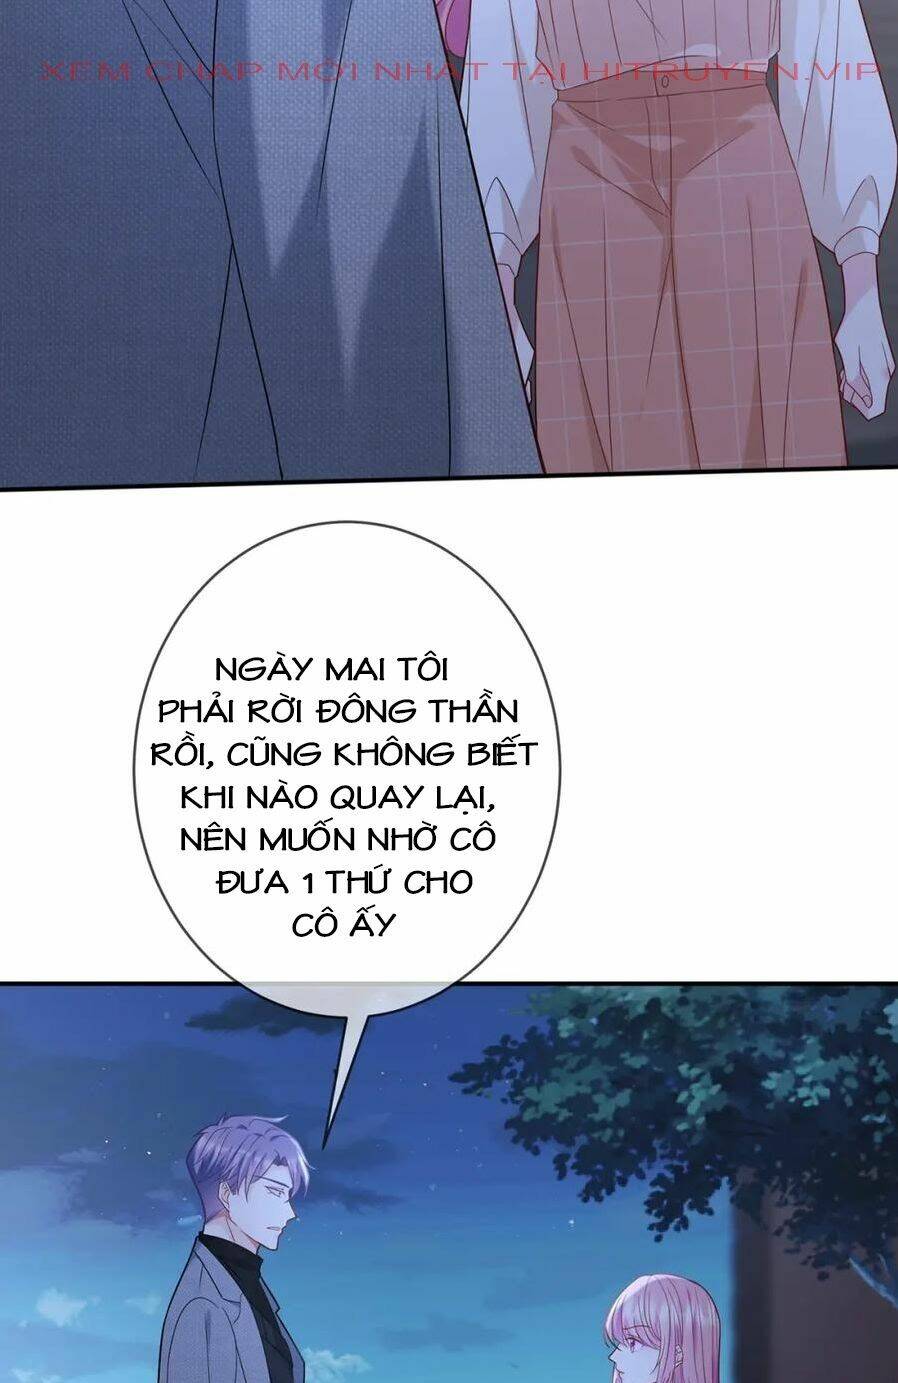 XEM CHAP MỚI NHẤT TẠI HITRUYEN.VIP
NGÀY MAI TÔI
PHẢI RỜI ĐÔNG THẦN
RỒI, CŨNG KHÔNG BIẾT
KHI NÀO QUAY LẠI,
NÊN MUỐN NHỜ CÔ
ĐƯA 1 THỨ CHO
CÔ ẤY